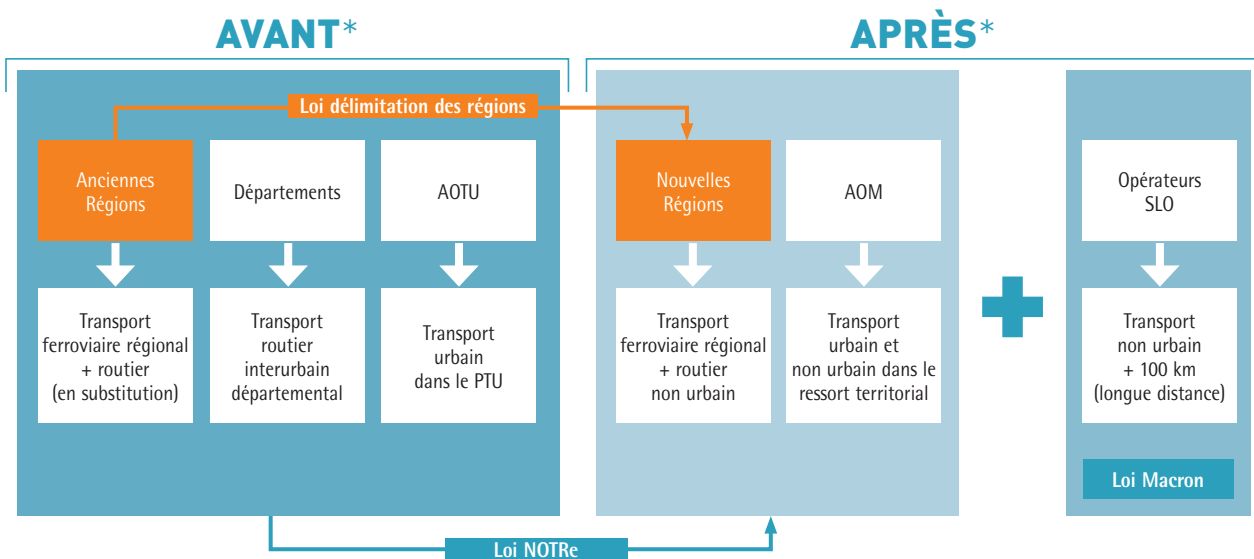 AVANT*
APRÈS*
Loi délimitation des régions
Anciennes
Régions
Départements
AOTU
Nouvelles
Régions
AOM
Opérateurs
SLO
Transport
ferroviaire régional
+ routier
(en substitution)
Transport
routier
interurbain
départemental
Transport
urbain
dans le PTU
Transport
ferroviaire régional
+ routier
non urbain
Transport
urbain et
non urbain dans le
ressort territorial
Transport
non urbain
+ 100 km
(longue distance)
Loi Macron
Loi NOTRe